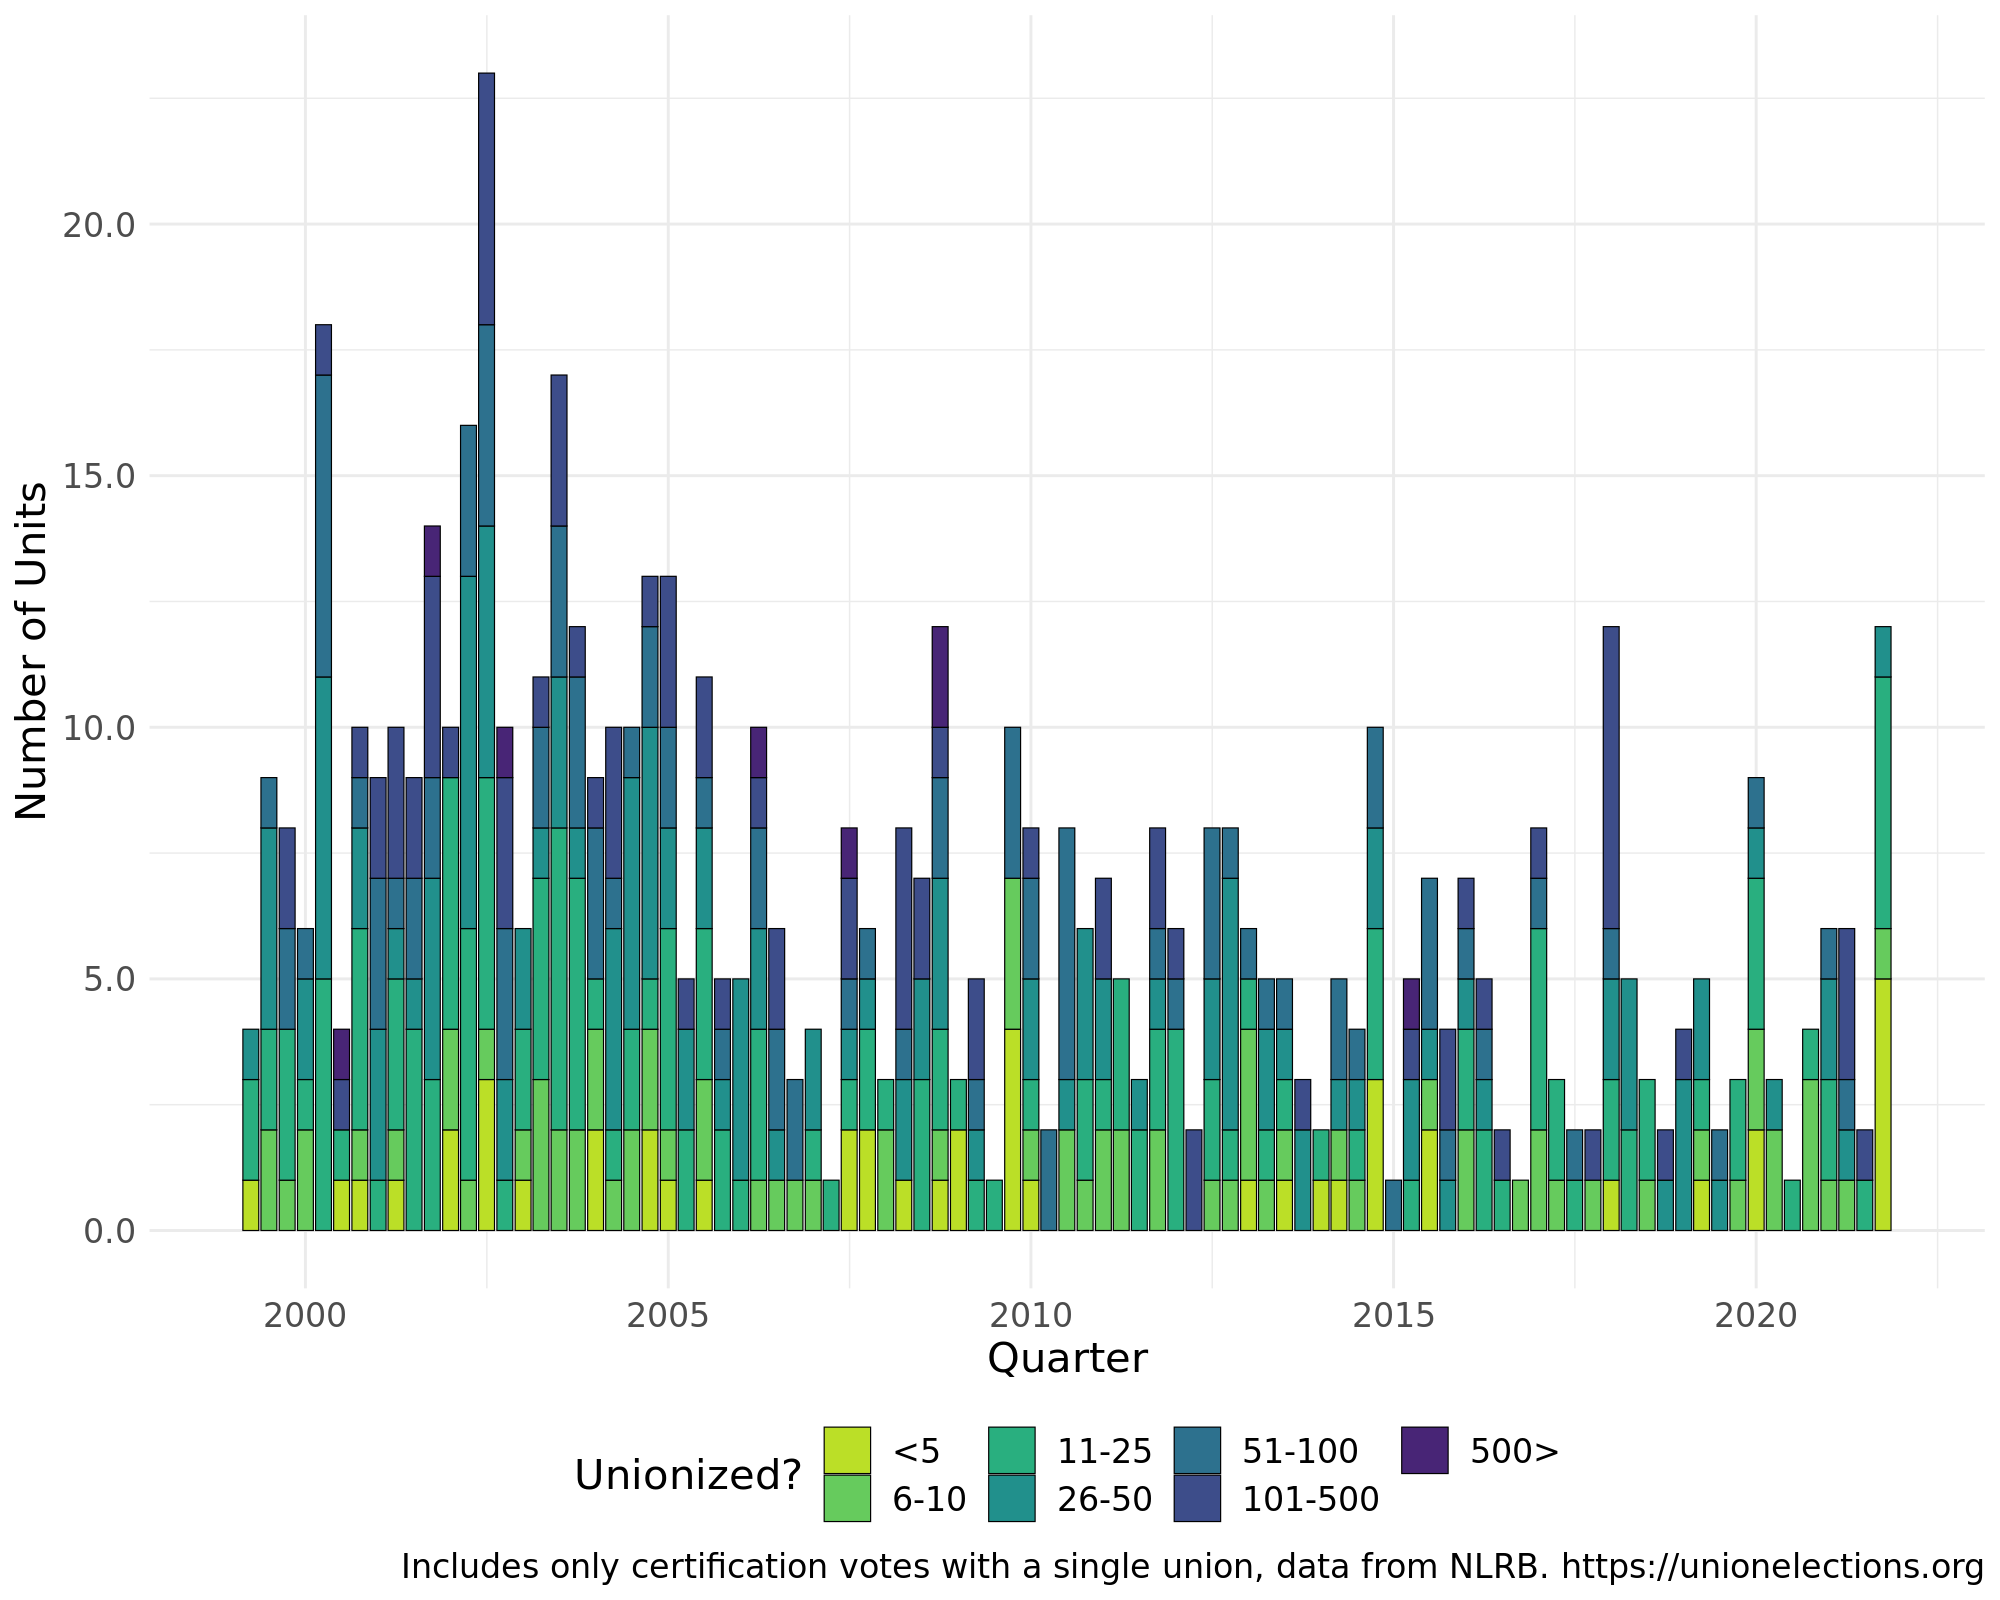 Number of Units
20.0
15.0
10.0
5.0
0.0
2000 2005 2010 2015 2020
Quarter
Unionized?
<5 11-25 51-100 500>
6-10 26-50 101-500
Includes only certification votes with a single union, data from NLRB. https://unionelections.org